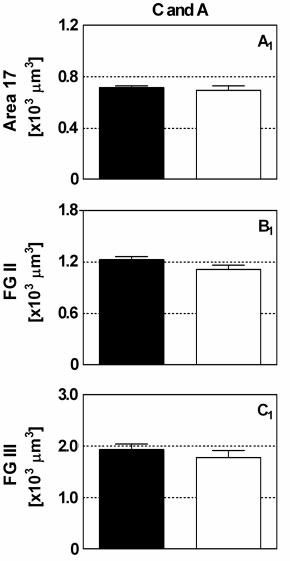 C and A
A1
Area 17
[x10³ µm³]
1.2
0.8
0.4
0
B1
FG II
[x10³ µm³]
1.8
1.2
0.6
0
C1
FG III
[x10³ µm³]
3.0
2.0
1.0
0